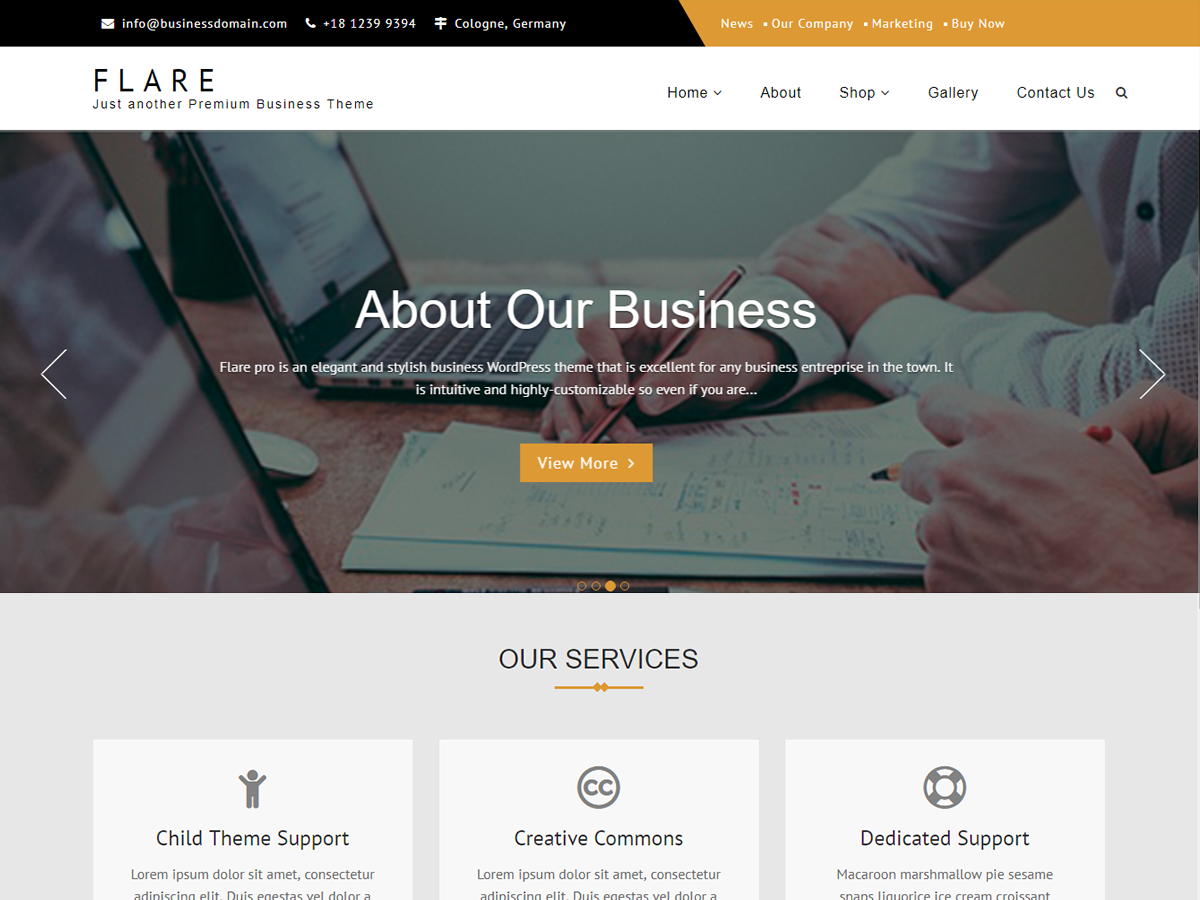 info@businessdomain.com +18 1239 9394 Cologne, Germany News Our Company Marketing Buy Now
FLARE
Just another Premium Business Theme
Home About Shop Gallery Contact Us
About Our Business
Flare pro is an elegant and stylish business WordPress theme that is excellent for any business entreprise in the town. It
is intuitive and highly-customizable so even if you are...
View More
OUR SERVICES
Child Theme Support
Lorem ipsum dolor sit amet, consectetur
adipiscing elit. Duis egestas vel dolor a
CC
Creative Commons
Lorem ipsum dolor sit amet, consectetur
adipiscing elit. Duis egestas vel dolor a
Dedicated Support
Macaroon marshmallow pie sesame
snaps liquorice ice cream croissant